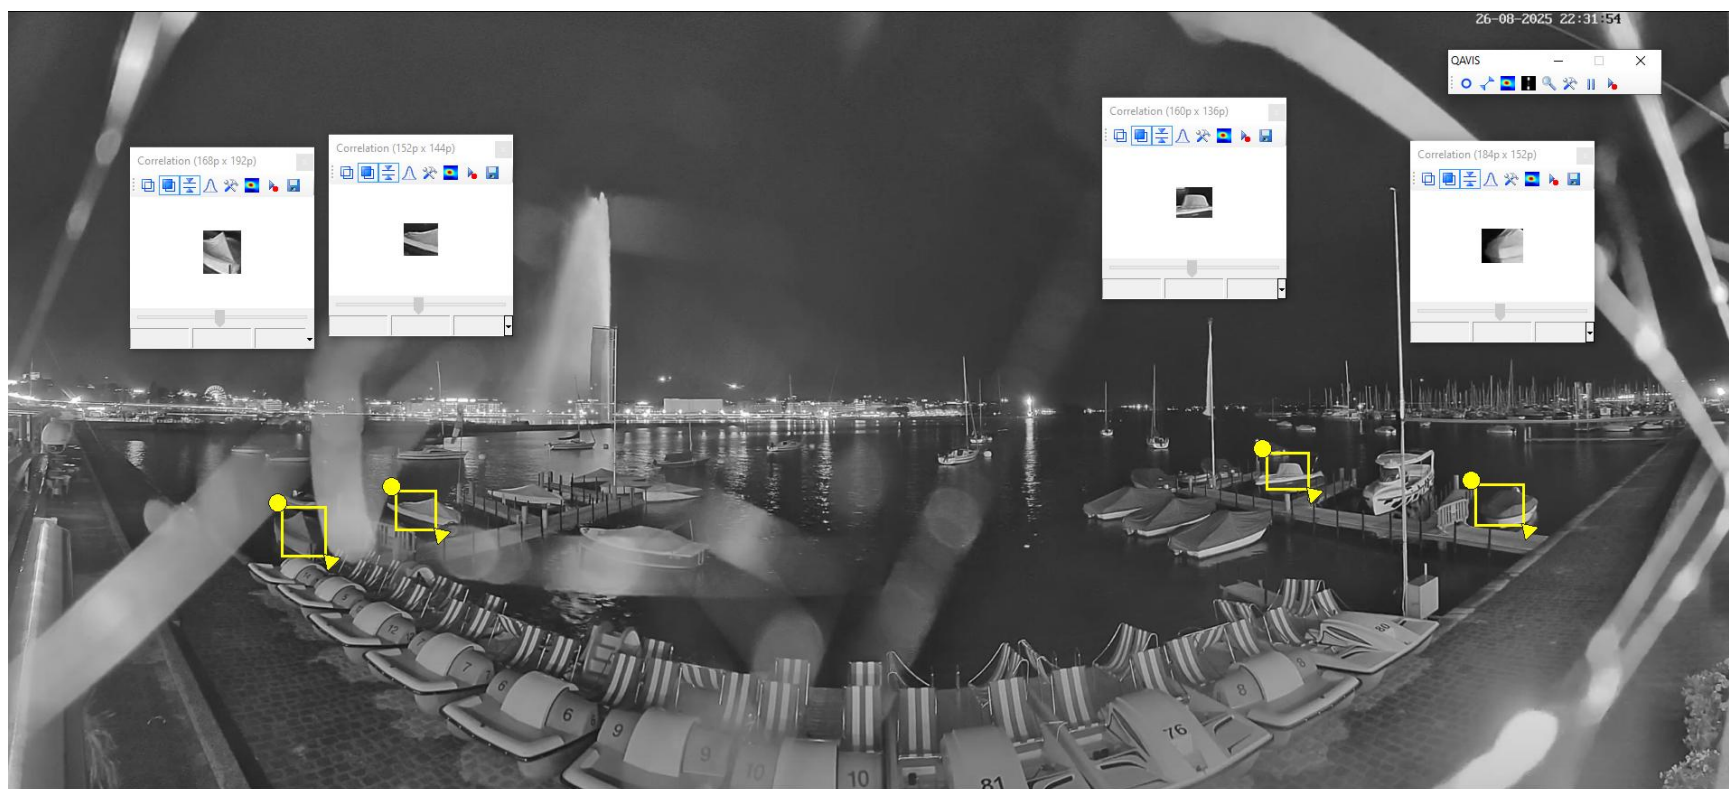 26-08-2025 22:31:54
QAVIS
Correlation (160p x 136p)
Correlation (152p x 144p)
Correlation (168p x 192p)
Correlation (184p x 152p)
12
7
6
6
9
9
10
10
81
76
8
8
80